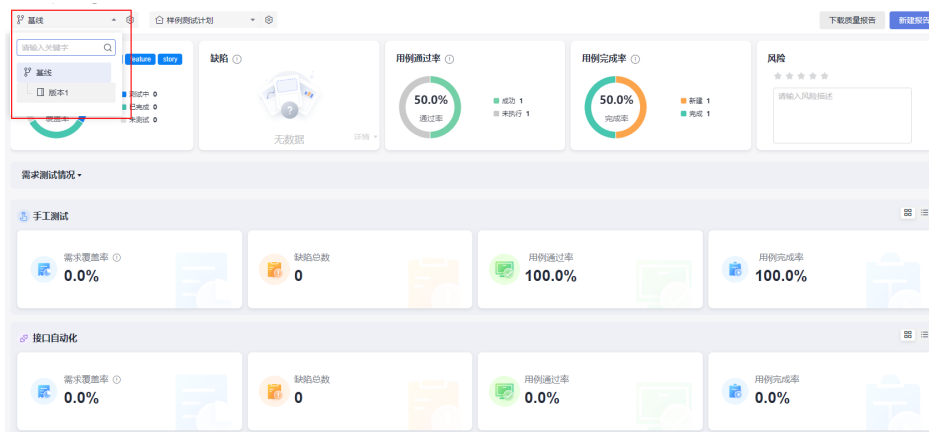 基线
样例测试计划
下载质量报告
新建报告
请输入关键字
基线
版本1
feature
story
测试中 0
已完成 0
未测试 0
覆盖率
缺陷
无数据
详情
用例通过率
50.0%
通过率
成功 1
未执行 1
用例完成率
50.0%
完成率
新建 1
完成 1
风险
请输入风险描述
需求测试情况
手工测试
需求覆盖率
0.0%
缺陷总数
0
用例通过率
100.0%
用例完成率
100.0%
接口自动化
需求覆盖率
0.0%
缺陷总数
0
用例通过率
0.0%
用例完成率
0.0%